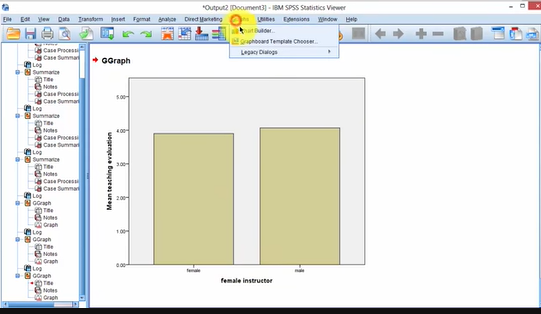 *Output2 [Document3] - IBM SPSS Statistics Viewer
File Edit View Data Transform Insert Format Analyze Direct Marketing Utilities Extensions Window Help
Chart Builder...
Graphboard Template Chooser...
Legacy Dialogs
Case Processi
Case Summari
Log
Summarize
Title
Notes
Case Processi
Case Summari
Log
Summarize
Title
Notes
Case Processi
Case Summari
Log
Summarize
Title
Notes
Case Processi
Case Summari
Log
GGraph
Title
Notes
Graph
Log
GGraph
Title
Notes
Graph
Log
GGraph
Title
Notes
Graph
GGraph
Mean teaching evaluation
5.00
4.00
3.00
2.00
1.00
0.00
female male
female instructor